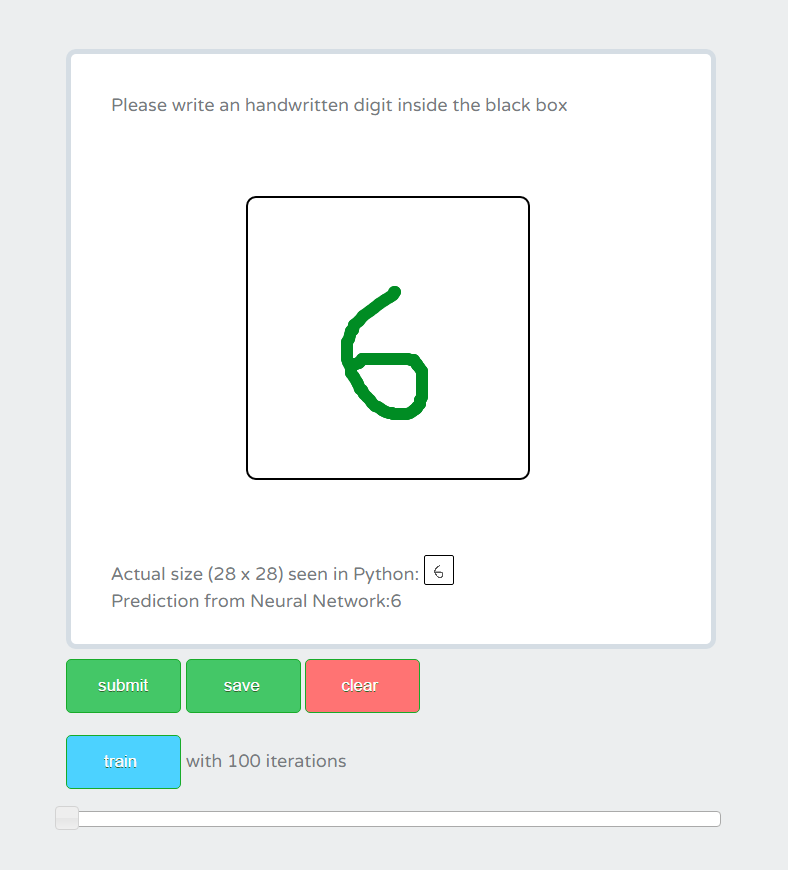 Please write an handwritten digit inside the black box
6
Actual size (28 x 28) seen in Python: 6
Prediction from Neural Network:6
submit save clear
train with 100 iterations